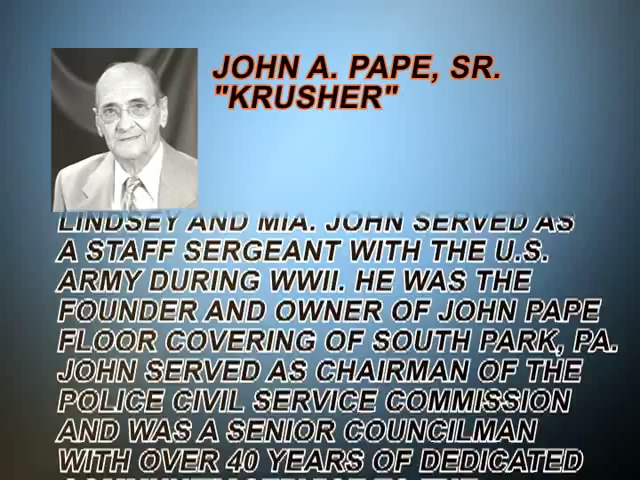 JOHN A. PAPE, SR.
"KRUSHER"
LINDSEY AND MIA. JOHN SERVED AS
A STAFF SERGEANT WITH THE U.S.
ARMY DURING WWII. HE WAS THE
FOUNDER AND OWNER OF JOHN PAPE
FLOOR COVERING OF SOUTH PARK, PA.
JOHN SERVED AS CHAIRMAN OF THE
POLICE CIVIL SERVICE COMMISSION
AND WAS A SENIOR COUNCILMAN
WITH OVER 40 YEARS OF DEDICATED